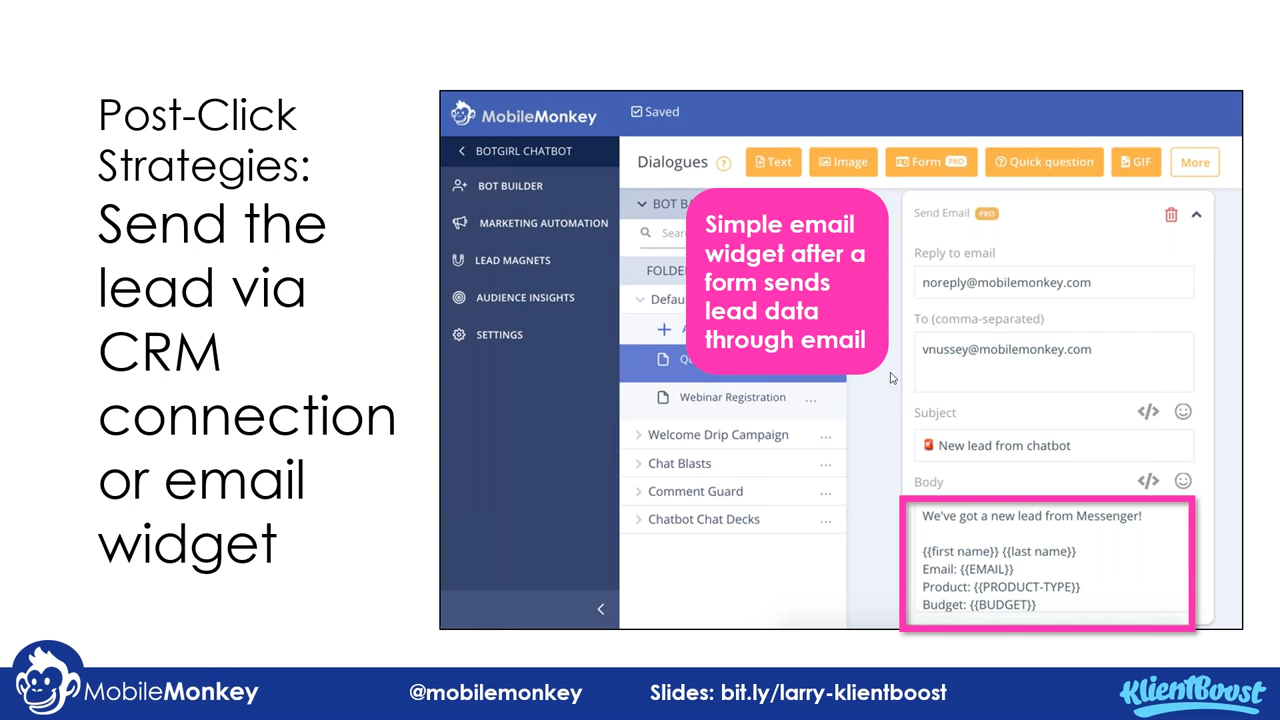 Post-Click
Strategies:
Send the
lead via
CRM
connection
or email
widget
MobileMonkey
Saved
BOTGIRL CHATBOT
BOT BUILDER
MARKETING AUTOMATION
LEAD MAGNETS
AUDIENCE INSIGHTS
SETTINGS
Dialogues
Text
Image
Form PRO
Quick question
GIF
More
BOT
FOLDE
Defau
Webinar Registration ...
Welcome Drip Campaign ...
Chat Blasts ...
Comment Guard ...
Chatbot Chat Decks ...
Simple email
widget after a
form sends
lead data
through email
Send Email PRO
Reply to email
noreply@mobilemonkey.com
To (comma-separated)
vnussey@mobilemonkey.com
Subject
🚨 New lead from chatbot
Body
We've got a new lead from Messenger!
{{first name}} {{last name}}
Email: {{EMAIL}}
Product: {{PRODUCT-TYPE}}
Budget: {{BUDGET}}
MobileMonkey
@mobilemonkey
Slides: bit.ly/larry-klientboost
KlientBoost